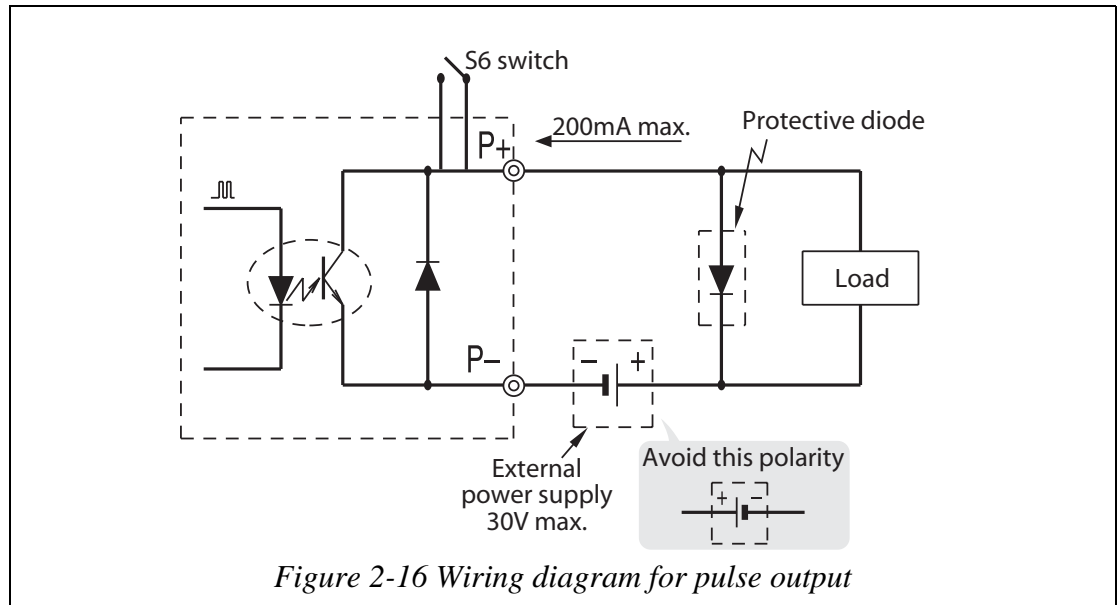 S6 switch
P+
200mA max.
Protective diode
Load
P−
− +
External
power supply
30V max.
Avoid this polarity
+ −
Figure 2-16 Wiring diagram for pulse output